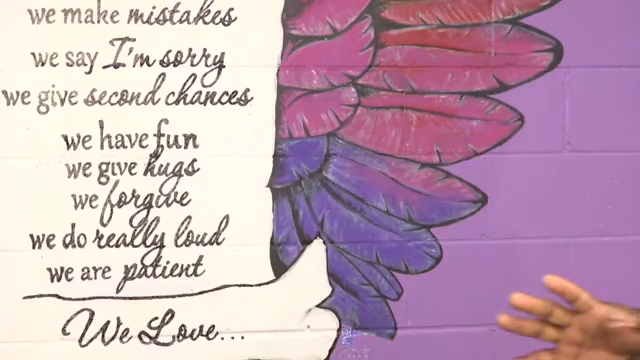 we make mistakes
we say I'm sorry
we give second chances
we have fun
we give hugs
we forgive
we do really loud
we are patient
We Love...